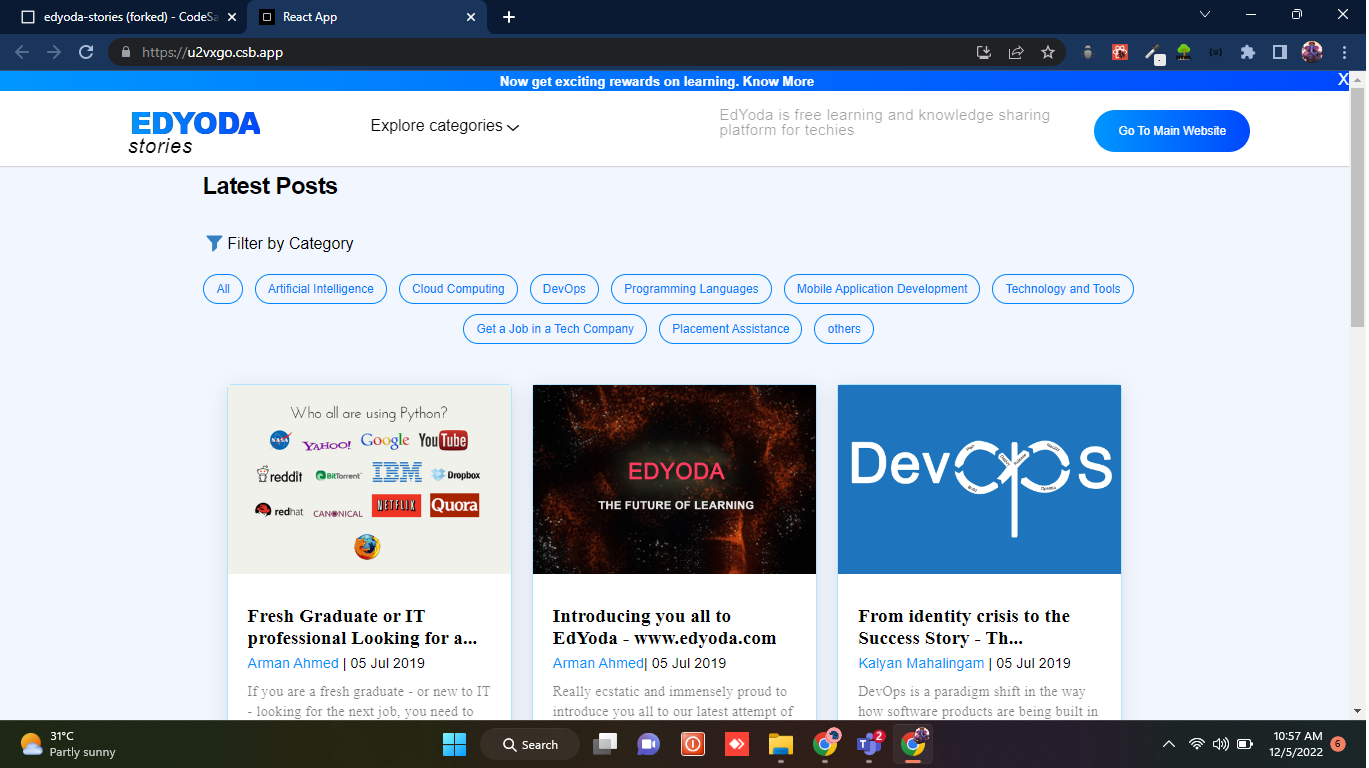 edyoda-stories (forked) - CodeSa
React App
https://u2vxgo.csb.app
Now get exciting rewards on learning. Know More
X
EDYODA
stories
Explore categories
EdYoda is free learning and knowledge sharing
platform for techies
Go To Main Website
Latest Posts
Filter by Category
All
Artificial Intelligence
Cloud Computing
DevOps
Programming Languages
Mobile Application Development
Technology and Tools
Get a Job in a Tech Company
Placement Assistance
others
Who all are using Python?
NASA
YAHOO!
Google
YouTube
reddit
BitTorrent
IBM
Dropbox
redhat
CANONICAL
NETFLIX
Quora
EDYODA
THE FUTURE OF LEARNING
DevOps
Fresh Graduate or IT
professional Looking for a...
Arman Ahmed | 05 Jul 2019
If you are a fresh graduate - or new to IT
- looking for the next job, you need to
Introducing you all to
EdYoda - www.edyoda.com
Arman Ahmed| 05 Jul 2019
Really ecstatic and immensely proud to
introduce you all to our latest attempt of
From identity crisis to the
Success Story - Th...
Kalyan Mahalingam | 05 Jul 2019
DevOps is a paradigm shift in the way
how software products are being built in
31°C
Partly sunny
Search
2
10:57 AM
12/5/2022
6